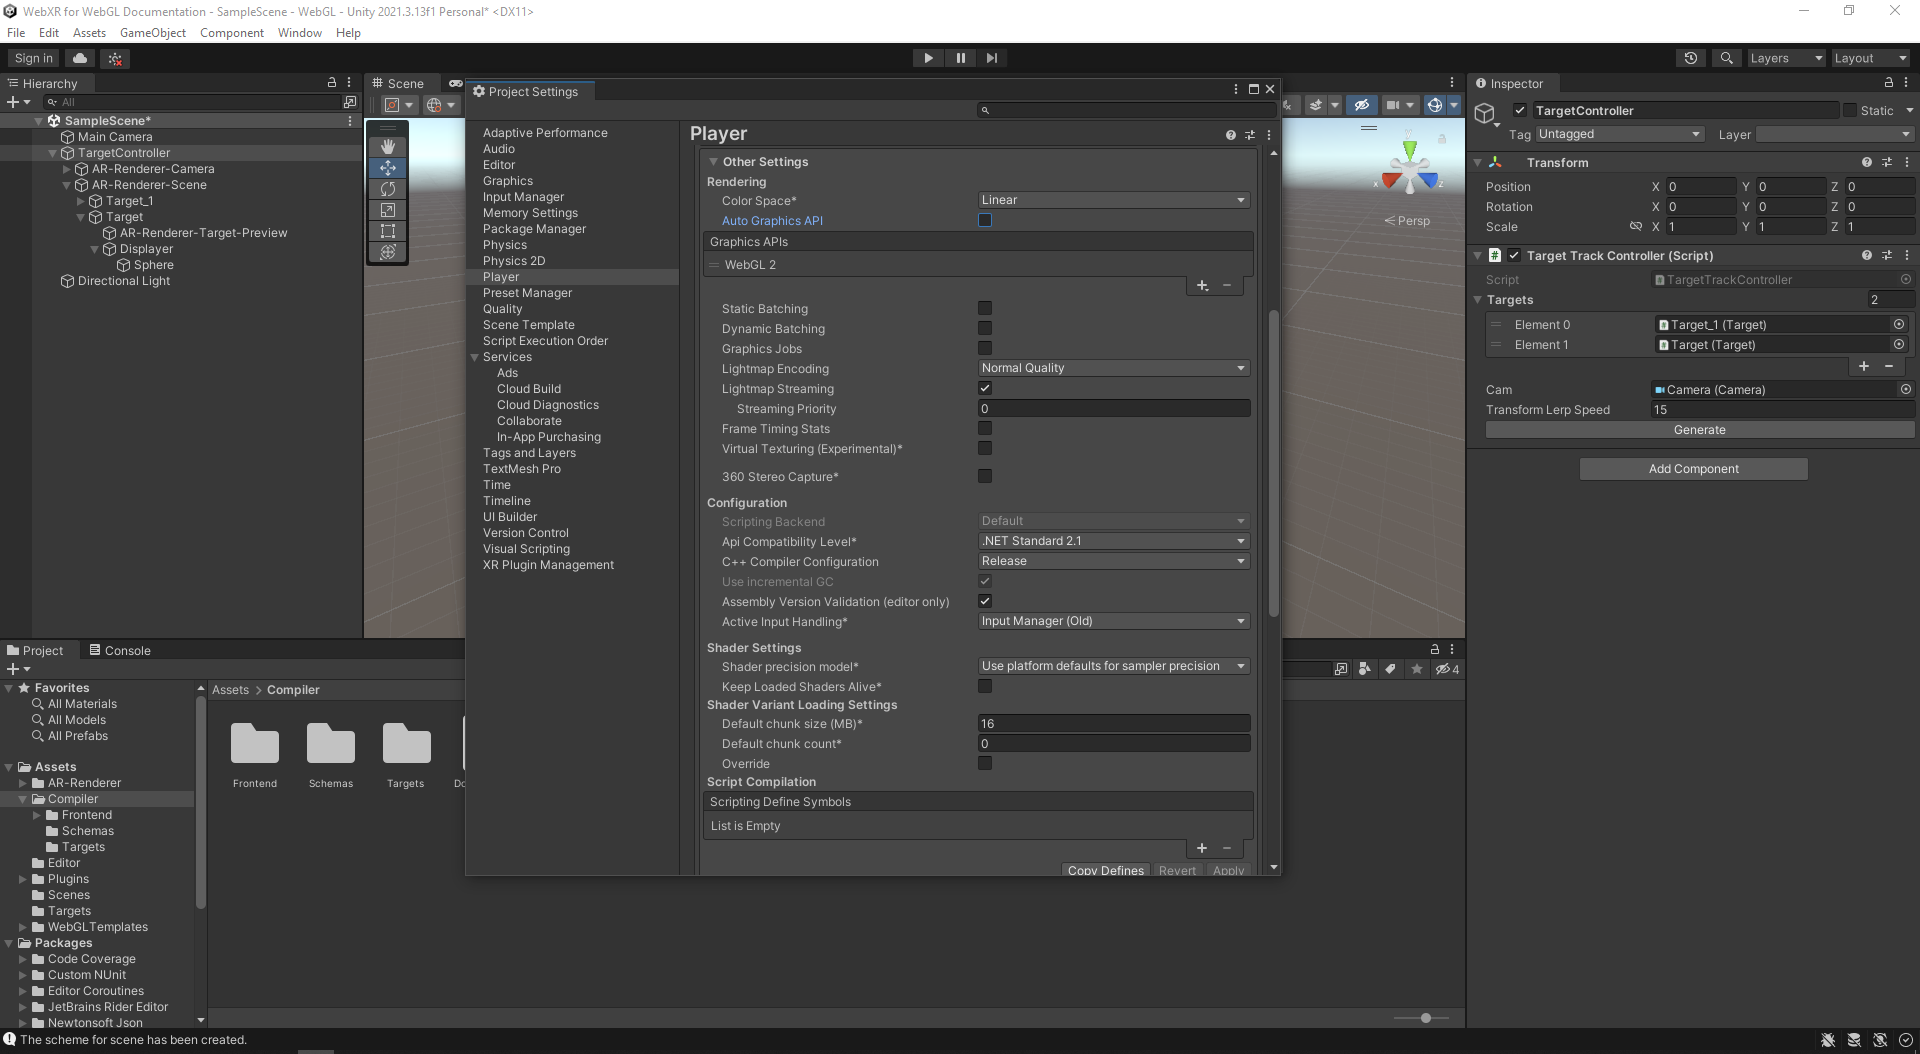 WebXR for WebGL Documentation - SampleScene - WebGL - Unity 2021.3.13f1 Personal* <DX11>
File Edit Assets GameObject Component Window Help
Sign in
Layers
Layout
Hierarchy
All
SampleScene*
Main Camera
TargetController
AR-Renderer-Camera
AR-Renderer-Scene
Target_1
Target
AR-Renderer-Target-Preview
Displayer
Sphere
Directional Light
Scene
Persp
x
z
Project Settings
Adaptive Performance
Audio
Editor
Graphics
Input Manager
Memory Settings
Package Manager
Physics
Physics 2D
Player
Preset Manager
Quality
Scene Template
Script Execution Order
Services
Ads
Cloud Build
Cloud Diagnostics
Collaborate
In-App Purchasing
Tags and Layers
TextMesh Pro
Time
Timeline
UI Builder
Version Control
Visual Scripting
XR Plugin Management
Player
Other Settings
Rendering
Color Space* Linear
Auto Graphics API
Graphics APIs
WebGL 2
Static Batching
Dynamic Batching
Graphics Jobs
Lightmap Encoding Normal Quality
Lightmap Streaming
Streaming Priority 0
Frame Timing Stats
Virtual Texturing (Experimental)*
360 Stereo Capture*
Configuration
Scripting Backend Default
Api Compatibility Level* .NET Standard 2.1
C++ Compiler Configuration Release
Use incremental GC
Assembly Version Validation (editor only)
Active Input Handling* Input Manager (Old)
Shader Settings
Shader precision model* Use platform defaults for sampler precision
Keep Loaded Shaders Alive*
Shader Variant Loading Settings
Default chunk size (MB)* 16
Default chunk count* 0
Override
Script Compilation
Scripting Define Symbols
List is Empty
Copy Defines Revert Apply
Inspector
TargetController Static
Tag Untagged Layer
Transform
Position X 0 Y 0 Z 0
Rotation X 0 Y 0 Z 0
Scale X 1 Y 1 Z 1
Target Track Controller (Script)
Script TargetTrackController
Targets 2
Element 0 Target_1 (Target)
Element 1 Target (Target)
Cam Camera (Camera)
Transform Lerp Speed 15
Generate
Add Component
Project Console
4
Favorites
All Materials
All Models
All Prefabs
Assets
AR-Renderer
Compiler
Frontend
Schemas
Targets
Editor
Plugins
Scenes
Targets
WebGLTemplates
Packages
Code Coverage
Custom NUnit
Editor Coroutines
JetBrains Rider Editor
Newtonsoft Json
Assets > Compiler
Frontend Schemas Targets
The scheme for scene has been created.